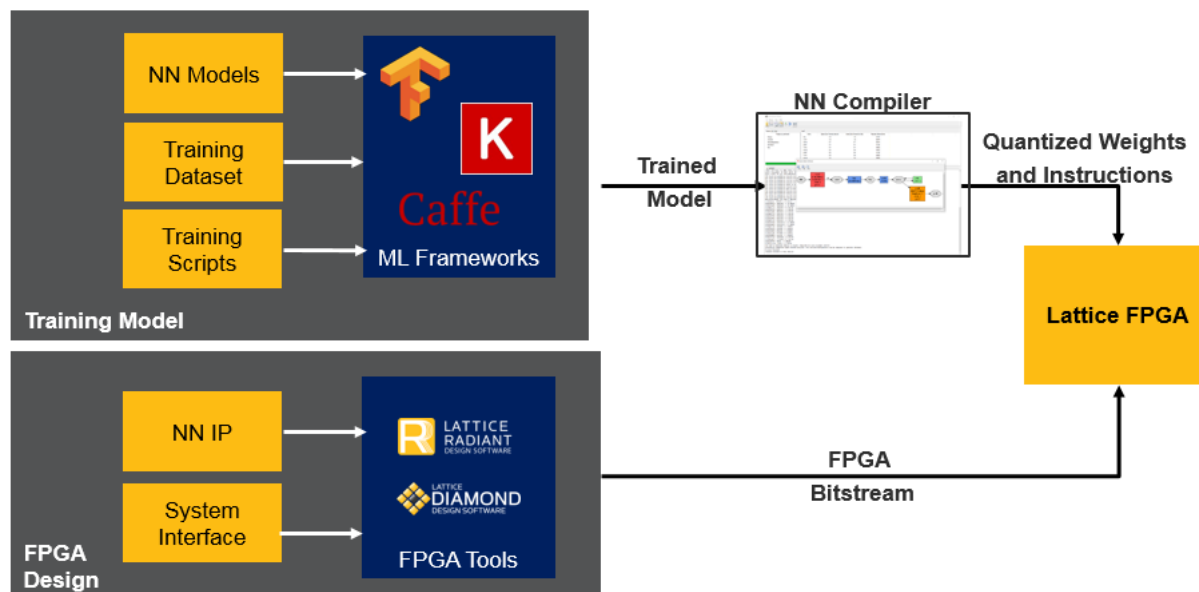 NN Models
Training
Dataset
Training
Scripts
K
Caffe
ML Frameworks
Training Model
Trained
Model
NN Compiler
Quantized Weights
and Instructions
Lattice FPGA
NN IP
System
Interface
LATTICE
RADIANT
DESIGN SOFTWARE
LATTICE
DIAMOND
DESIGN SOFTWARE
FPGA Tools
FPGA
Design
FPGA
Bitstream